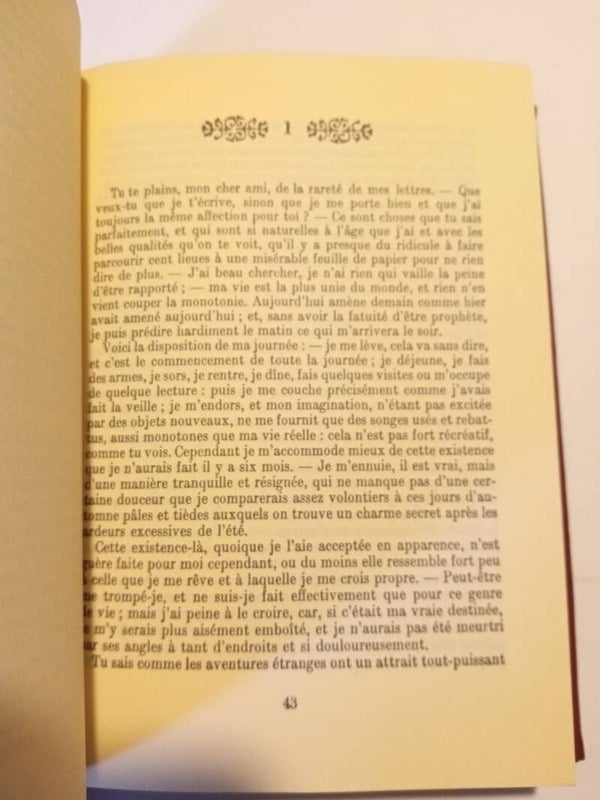 1
Tu te plains, mon cher ami, de la rareté de mes lettres. — Que
veux-tu que je t'écrive, sinon que je me porte bien et que j'ai
toujours la même affection pour toi ? — Ce sont choses que tu sais
parfaitement, et qui sont si naturelles à l'âge que j'ai et avec les
belles qualités qu'on te voit, qu'il y a presque du ridicule à faire
parcourir cent lieues à une misérable feuille de papier pour ne rien
dire de plus. — J'ai beau chercher, je n'ai rien qui vaille la peine
d'être rapporté ; — ma vie est la plus unie du monde, et rien n'en
vient couper la monotonie. Aujourd'hui amène demain comme hier
avait amené aujourd'hui ; et, sans avoir la fatuité d'être prophète,
je puis prédire hardiment le matin ce qui m'arrivera le soir.
Voici la disposition de ma journée : — je me lève, cela va sans dire,
et c'est le commencement de toute la journée ; je déjeune, je fais
des armes, je sors, je rentre, je dîne, fais quelques visites ou m'occupe
de quelque lecture : puis je me couche précisément comme j'avais
fait la veille ; je m'endors, et mon imagination, n'étant pas excitée
par des objets nouveaux, ne me fournit que des songes usés et rebat-
tus, aussi monotones que ma vie réelle : cela n'est pas fort récréatif,
comme tu vois. Cependant je m'accommode mieux de cette existence
que je n'aurais fait il y a six mois. — Je m'ennuie, il est vrai, mais
d'une manière tranquille et résignée, qui ne manque pas d'une cer-
taine douceur que je comparerais assez volontiers à ces jours d'au-
tomne pâles et tièdes auxquels on trouve un charme secret après les
ardeurs excessives de l'été.
Cette existence-là, quoique je l'aie acceptée en apparence, n'est
guère faite pour moi cependant, ou du moins elle ressemble fort peu
à celle que je me rêve et à laquelle je me crois propre. — Peut-être
me trompé-je, et ne suis-je fait effectivement que pour ce genre
de vie ; mais j'ai peine à le croire, car, si c'était ma vraie destinée,
je m'y serais plus aisément emboîté, et je n'aurais pas été meurtri
par ses angles à tant d'endroits et si douloureusement.
Tu sais comme les aventures étranges ont un attrait tout-puissant
43